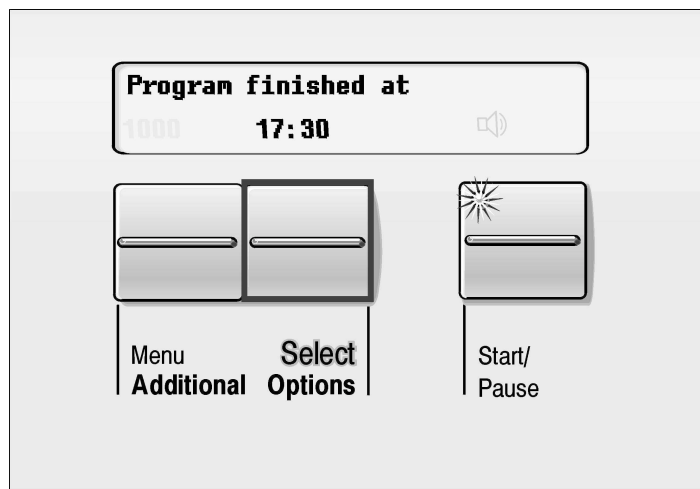 Program finished at
1000 17:30
Menu Select
Additional Options
Start/
Pause